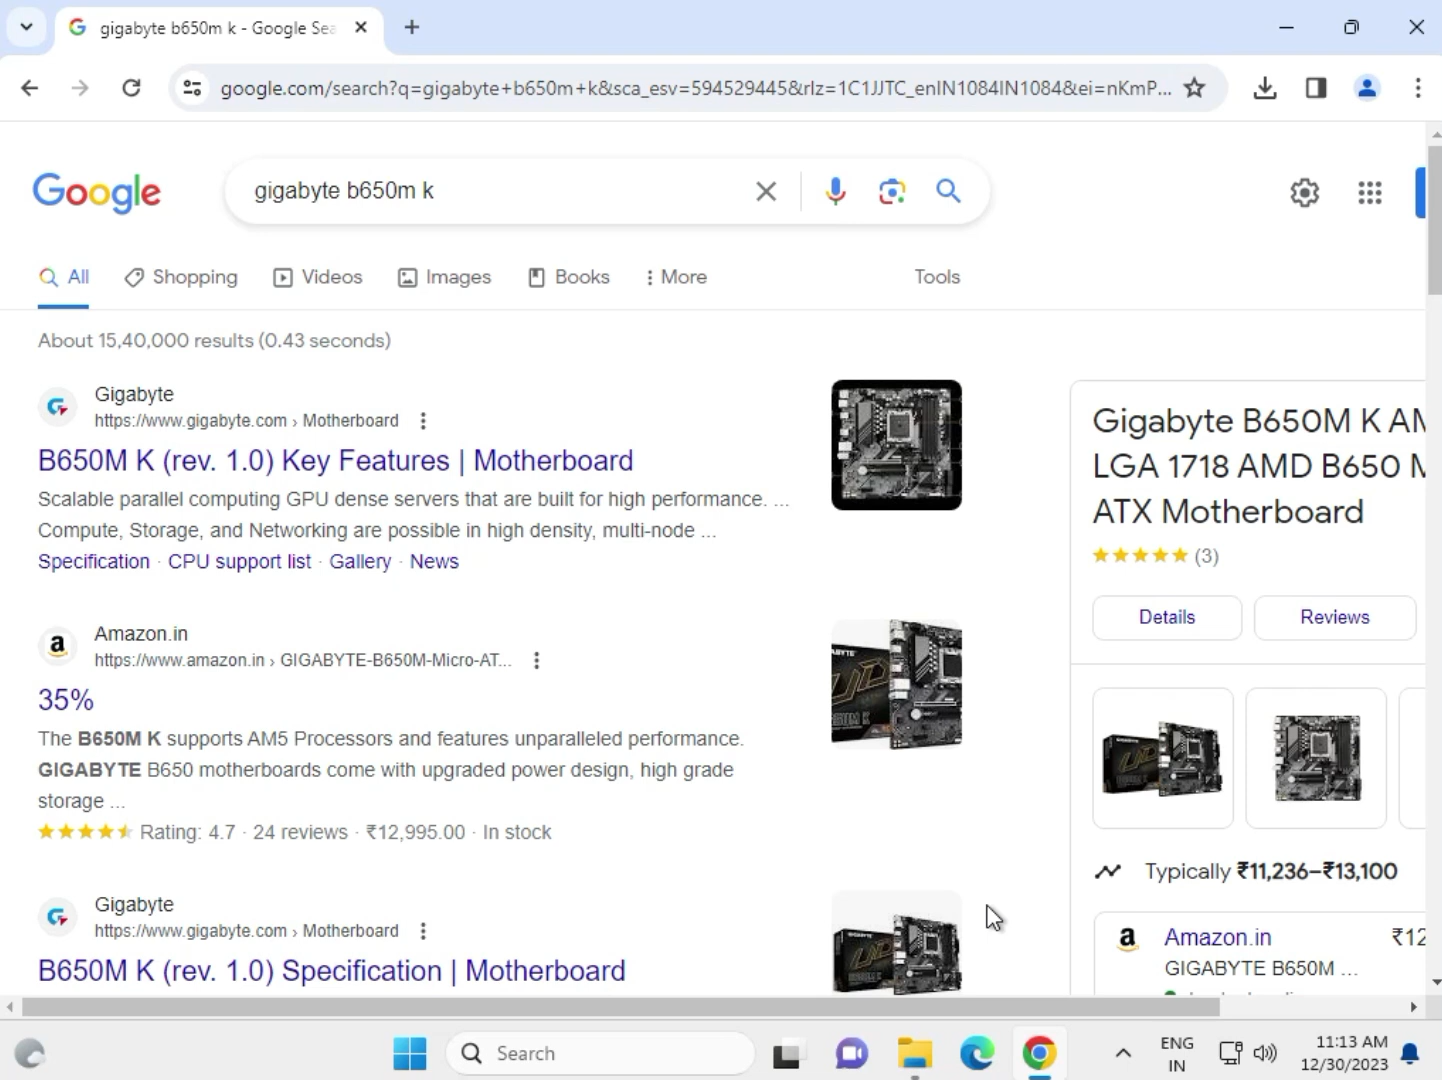 gigabyte b650m k - Google Sea
google.com/search?q=gigabyte+b650m+k&sca_esv=594529445&rlz=1C1JJTC_enIN1084IN1084&ei=nKmP...
Google
gigabyte b650m k
All
Shopping
Videos
Images
Books
More
Tools
About 15,40,000 results (0.43 seconds)
Gigabyte
https://www.gigabyte.com › Motherboard
B650M K (rev. 1.0) Key Features | Motherboard
Scalable parallel computing GPU dense servers that are built for high performance. ...
Compute, Storage, and Networking are possible in high density, multi-node ...
Specification · CPU support list · Gallery · News
Amazon.in
https://www.amazon.in › GIGABYTE-B650M-Micro-AT...
35%
The B650M K supports AM5 Processors and features unparalleled performance.
GIGABYTE B650 motherboards come with upgraded power design, high grade
storage ...
Rating: 4.7 · 24 reviews · ₹12,995.00 · In stock
Gigabyte
https://www.gigabyte.com › Motherboard
B650M K (rev. 1.0) Specification | Motherboard
Gigabyte B650M K AM
LGA 1718 AMD B650 M
ATX Motherboard
(3)
Details
Reviews
Typically ₹11,236–₹13,100
Amazon.in
₹12
GIGABYTE B650M ...
Search
ENG
IN
11:13 AM
12/30/2023